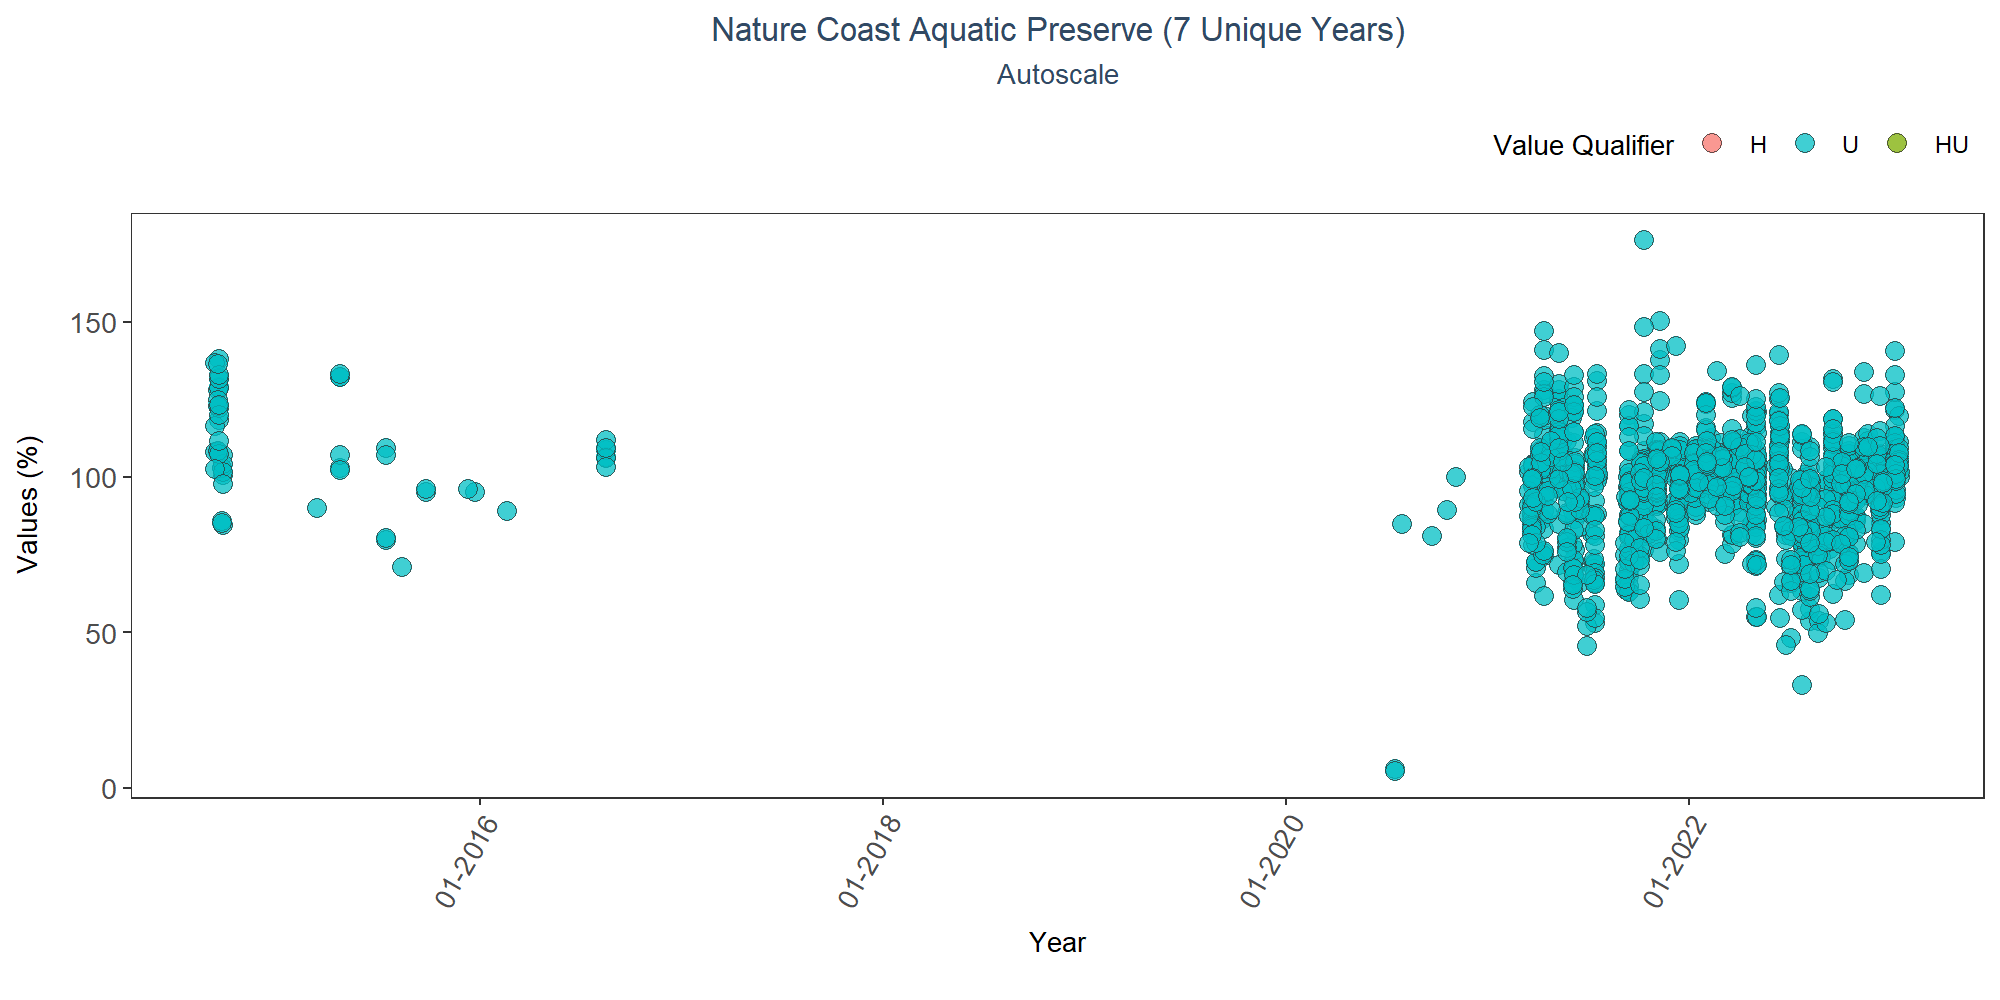 Nature Coast Aquatic Preserve (7 Unique Years)
Autoscale
Value Qualifier H U HU
Values (%)
150
100
50
0
01-2016 01-2018 01-2020 01-2022
Year